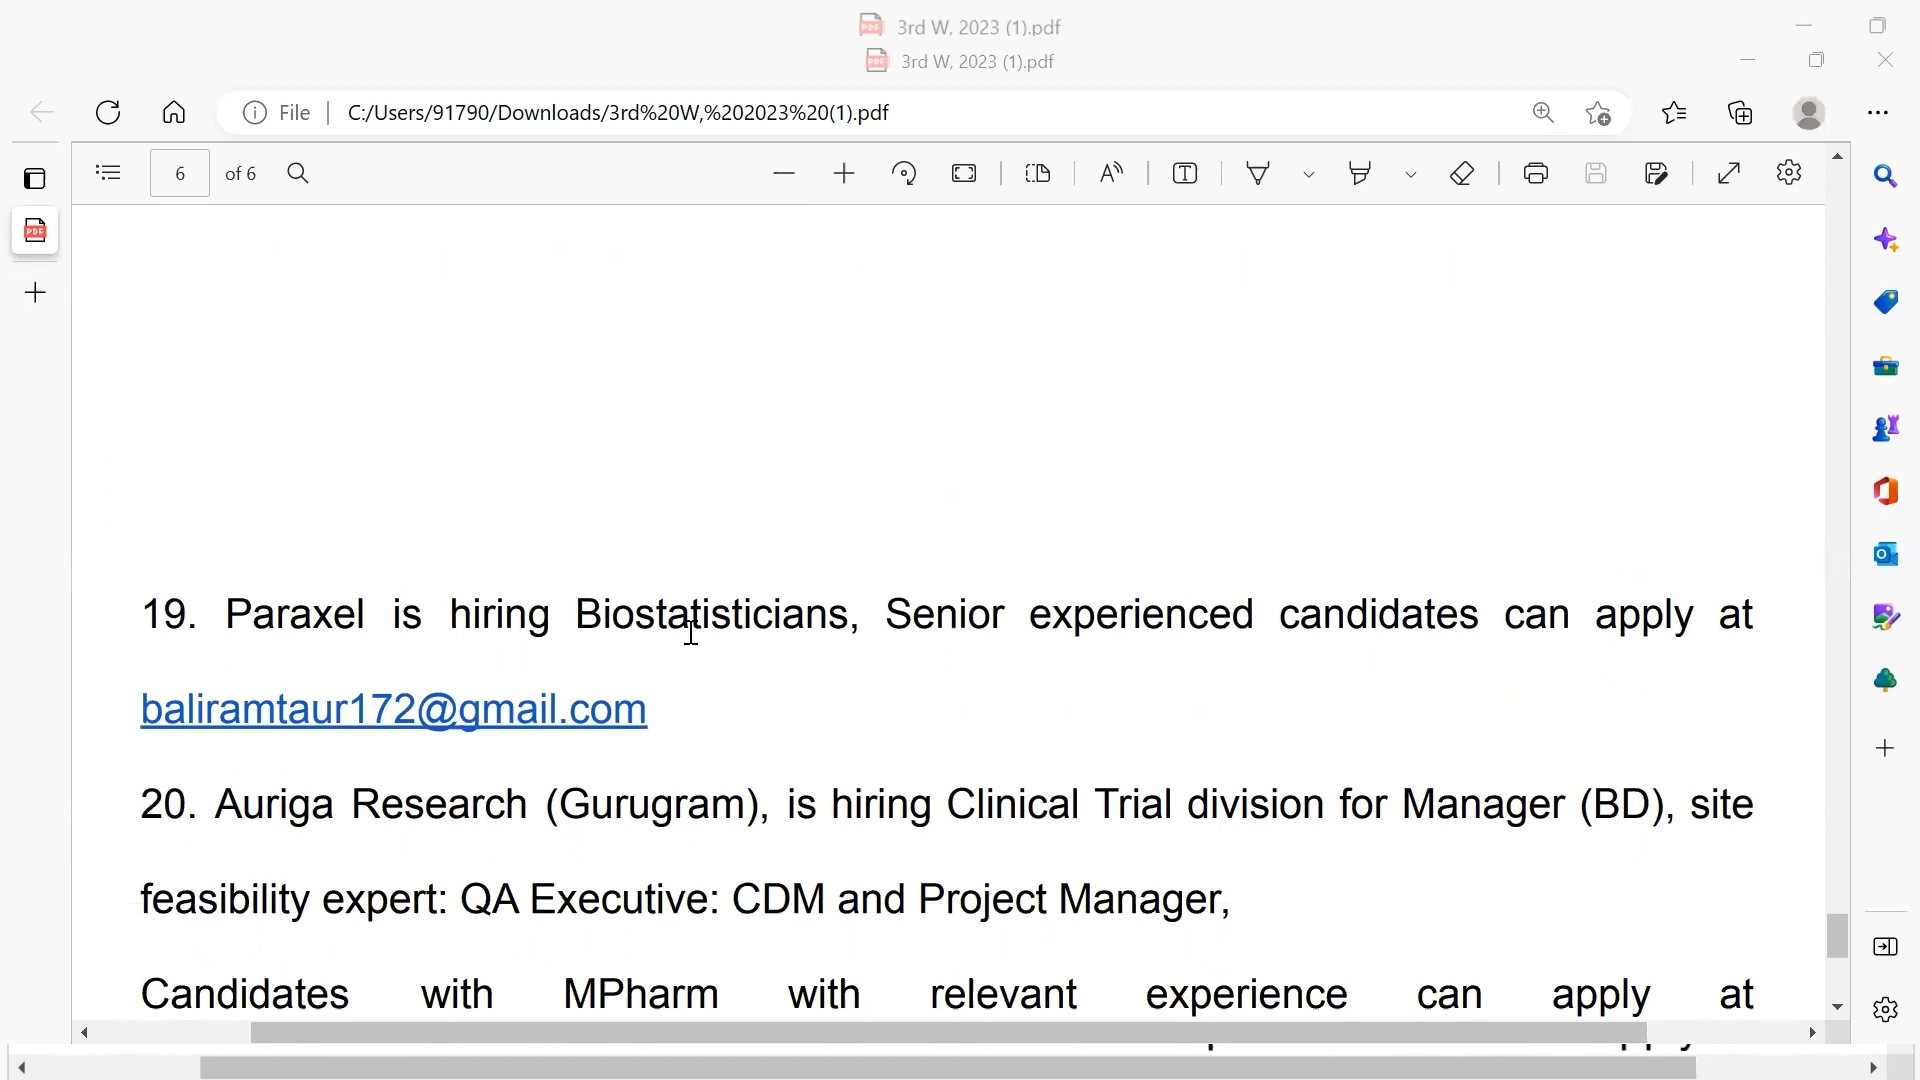 3rd W, 2023 (1).pdf
3rd W, 2023 (1).pdf
File C:/Users/91790/Downloads/3rd%20W,%202023%20(1).pdf
6 of 6
19. Paraxel is hiring Biostatisticians, Senior experienced candidates can apply at
baliramtaur172@gmail.com
20. Auriga Research (Gurugram), is hiring Clinical Trial division for Manager (BD), site
feasibility expert: QA Executive: CDM and Project Manager,
Candidates with MPharm with relevant experience can apply at